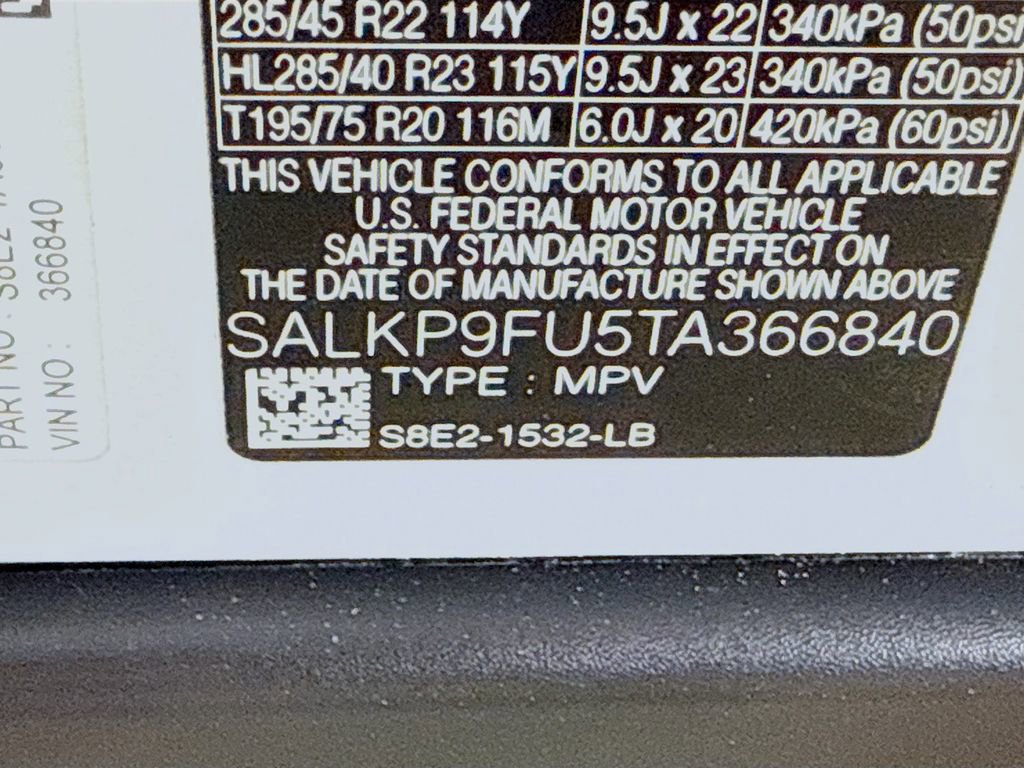 285/45 R22 114Y 9.5J x 22 340kPa (50psi
HL285/40 R23 115Y 9.5J x 23 340kPa (50psi)
T195/75 R20 116M 6.0J x 20 420kPa (60psi)
THIS VEHICLE CONFORMS TO ALL APPLICABLE
U.S. FEDERAL MOTOR VEHICLE
SAFETY STANDARDS IN EFFECT ON
THE DATE OF MANUFACTURE SHOWN ABOVE
SALKP9FU5TA366840
TYPE : MPV
S8E2-1532-LB
PART NO :
VIN NO : 366840